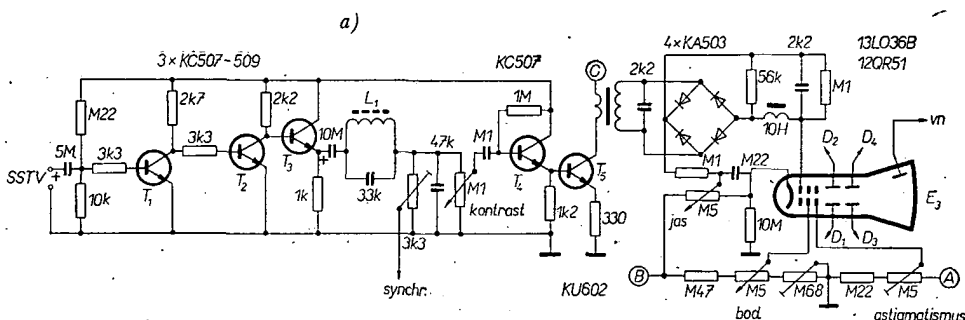 a)
3×KC507-509
KC507
4×KA503
2k2
13LO36B
12QR51
M22
2k7
2k2
L1
10M
3k3
5M
SSTV
10k
3k3
T1
T2
T3
1k
33k
3k3
synchr.
47k
M1
kontrast
M1
1M
T4
1k2
T5
330
KU602
C
2k2
56k
10H
M1
M1
M22
jas
M5
10M
D2
D4
D1
D3
vn
E3
B
M47
M5
bod
M68
M22
M5
astigmatismus
A